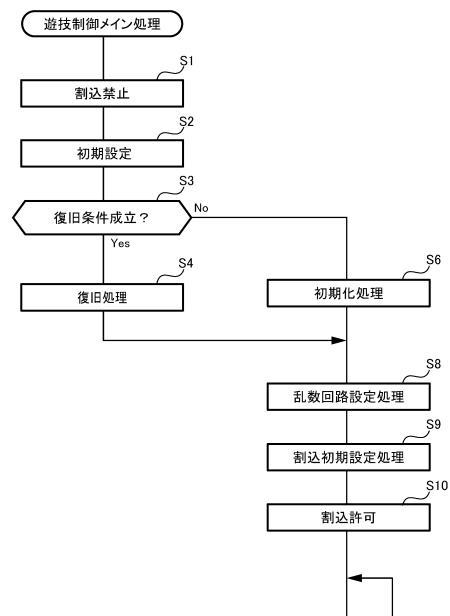 遊技制御メイン処理
S1
割込禁止
S2
初期設定
S3
復旧条件成立?
No
Yes
S4
復旧処理
S6
初期化処理
S8
乱数回路設定処理
S9
割込初期設定処理
S10
割込許可